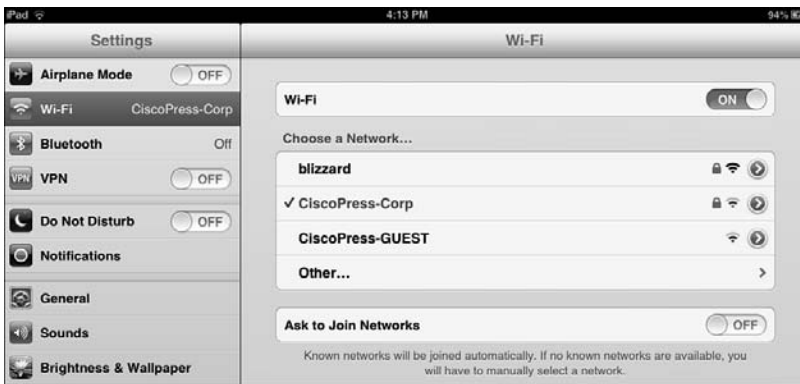 iPad 4:13 PM 94%
Settings
Airplane Mode OFF
Wi-Fi CiscoPress-Corp
Bluetooth Off
VPN VPN OFF
Do Not Disturb OFF
Notifications
General
Sounds
Brightness & Wallpaper
Wi-Fi
Wi-Fi ON
Choose a Network...
blizzard
✓ CiscoPress-Corp
CiscoPress-GUEST
Other...
Ask to Join Networks OFF
Known networks will be joined automatically. If no known networks are available, you
will have to manually select a network.